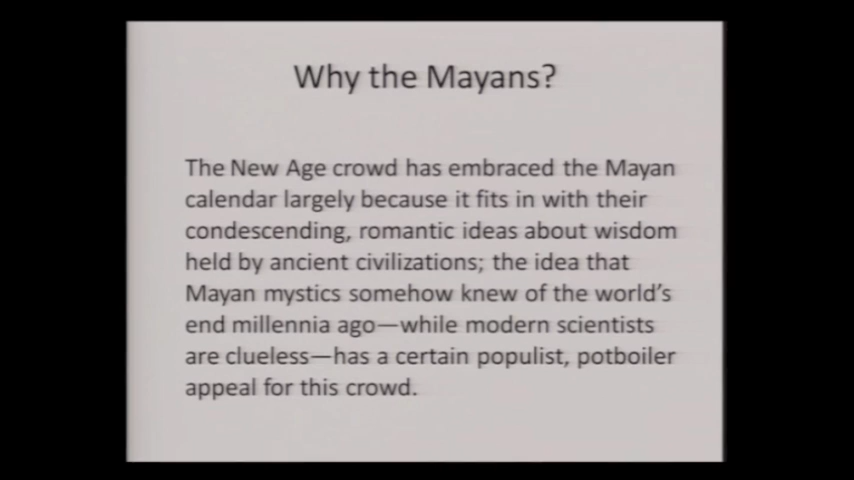 Why the Mayans?
The New Age crowd has embraced the Mayan
calendar largely because it fits in with their
condescending, romantic ideas about wisdom
held by ancient civilizations; the idea that
Mayan mystics somehow knew of the world's
end millennia ago—while modern scientists
are clueless—has a certain populist, potboiler
appeal for this crowd.